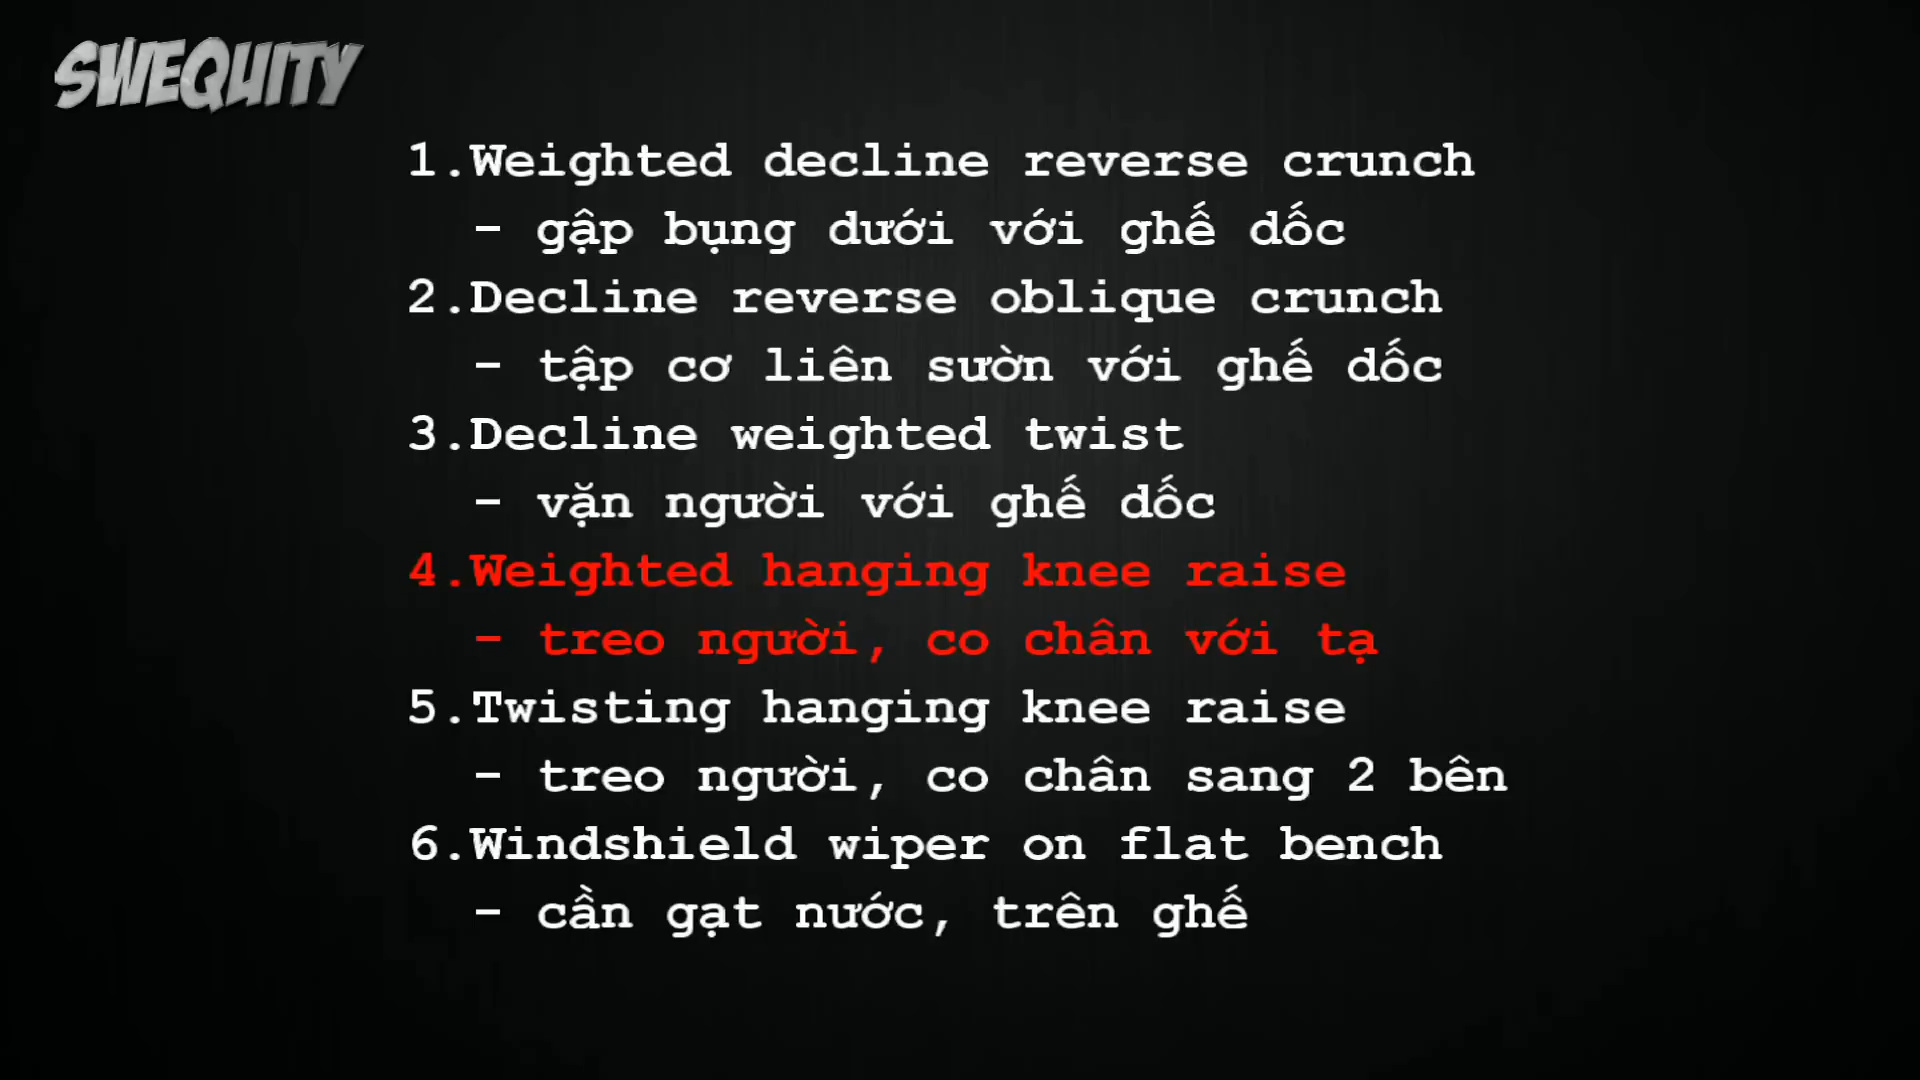 SWEQUITY
1.Weighted decline reverse crunch
- gập bụng dưới với ghế dốc
2.Decline reverse oblique crunch
- tập cơ liên sườn với ghế dốc
3.Decline weighted twist
- vặn người với ghế dốc
4.Weighted hanging knee raise
- treo người, co chân với tạ
5.Twisting hanging knee raise
- treo người, co chân sang 2 bên
6.Windshield wiper on flat bench
- cần gạt nước, trên ghế